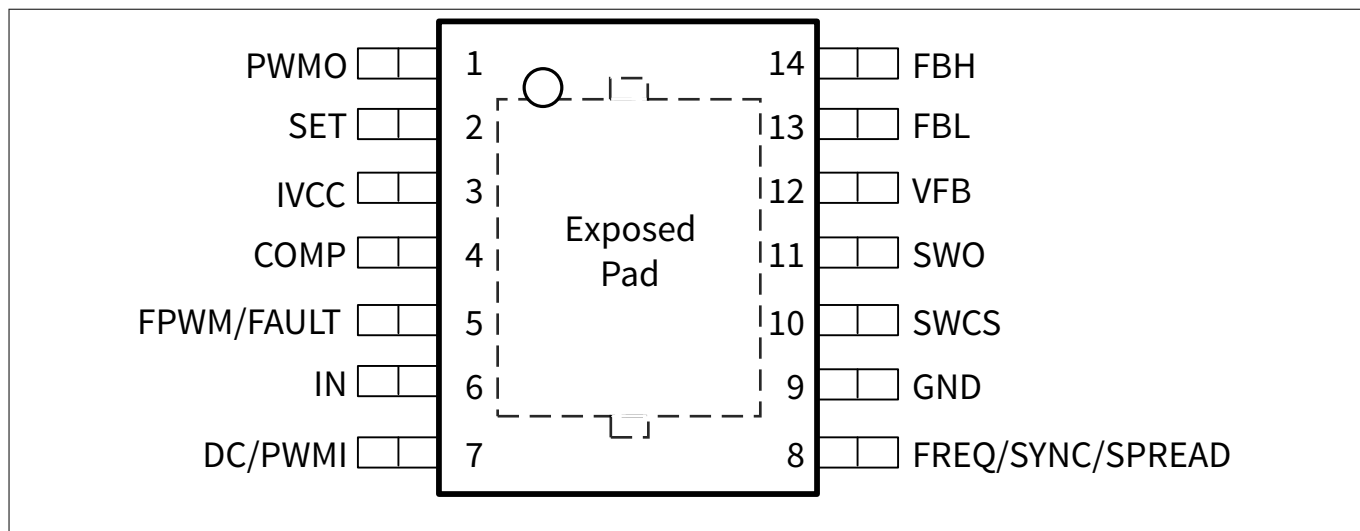 PWMO 1 14 FBH
SET 2 13 FBL
IVCC 3 12 VFB
Exposed
Pad
COMP 4 11 SWO
FPWM/FAULT 5 10 SWCS
IN 6 9 GND
DC/PWMI 7 8 FREQ/SYNC/SPREAD